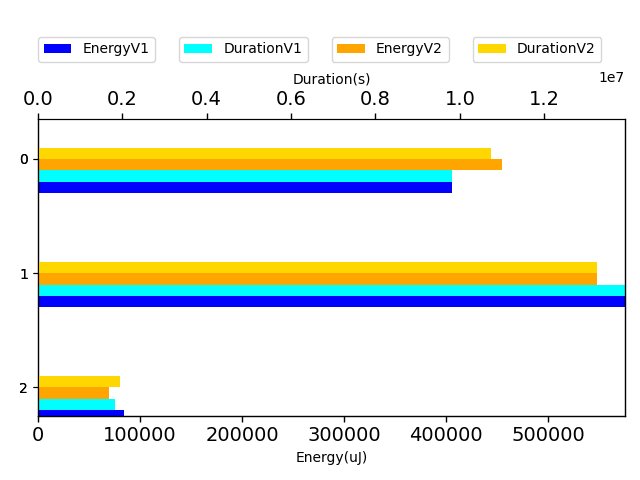 EnergyV1 DurationV1 EnergyV2 DurationV2
Duration(s)
1e7
0.0 0.2 0.4 0.6 0.8 1.0 1.2
0
1
2
0 100000 200000 300000 400000 500000
Energy(uJ)